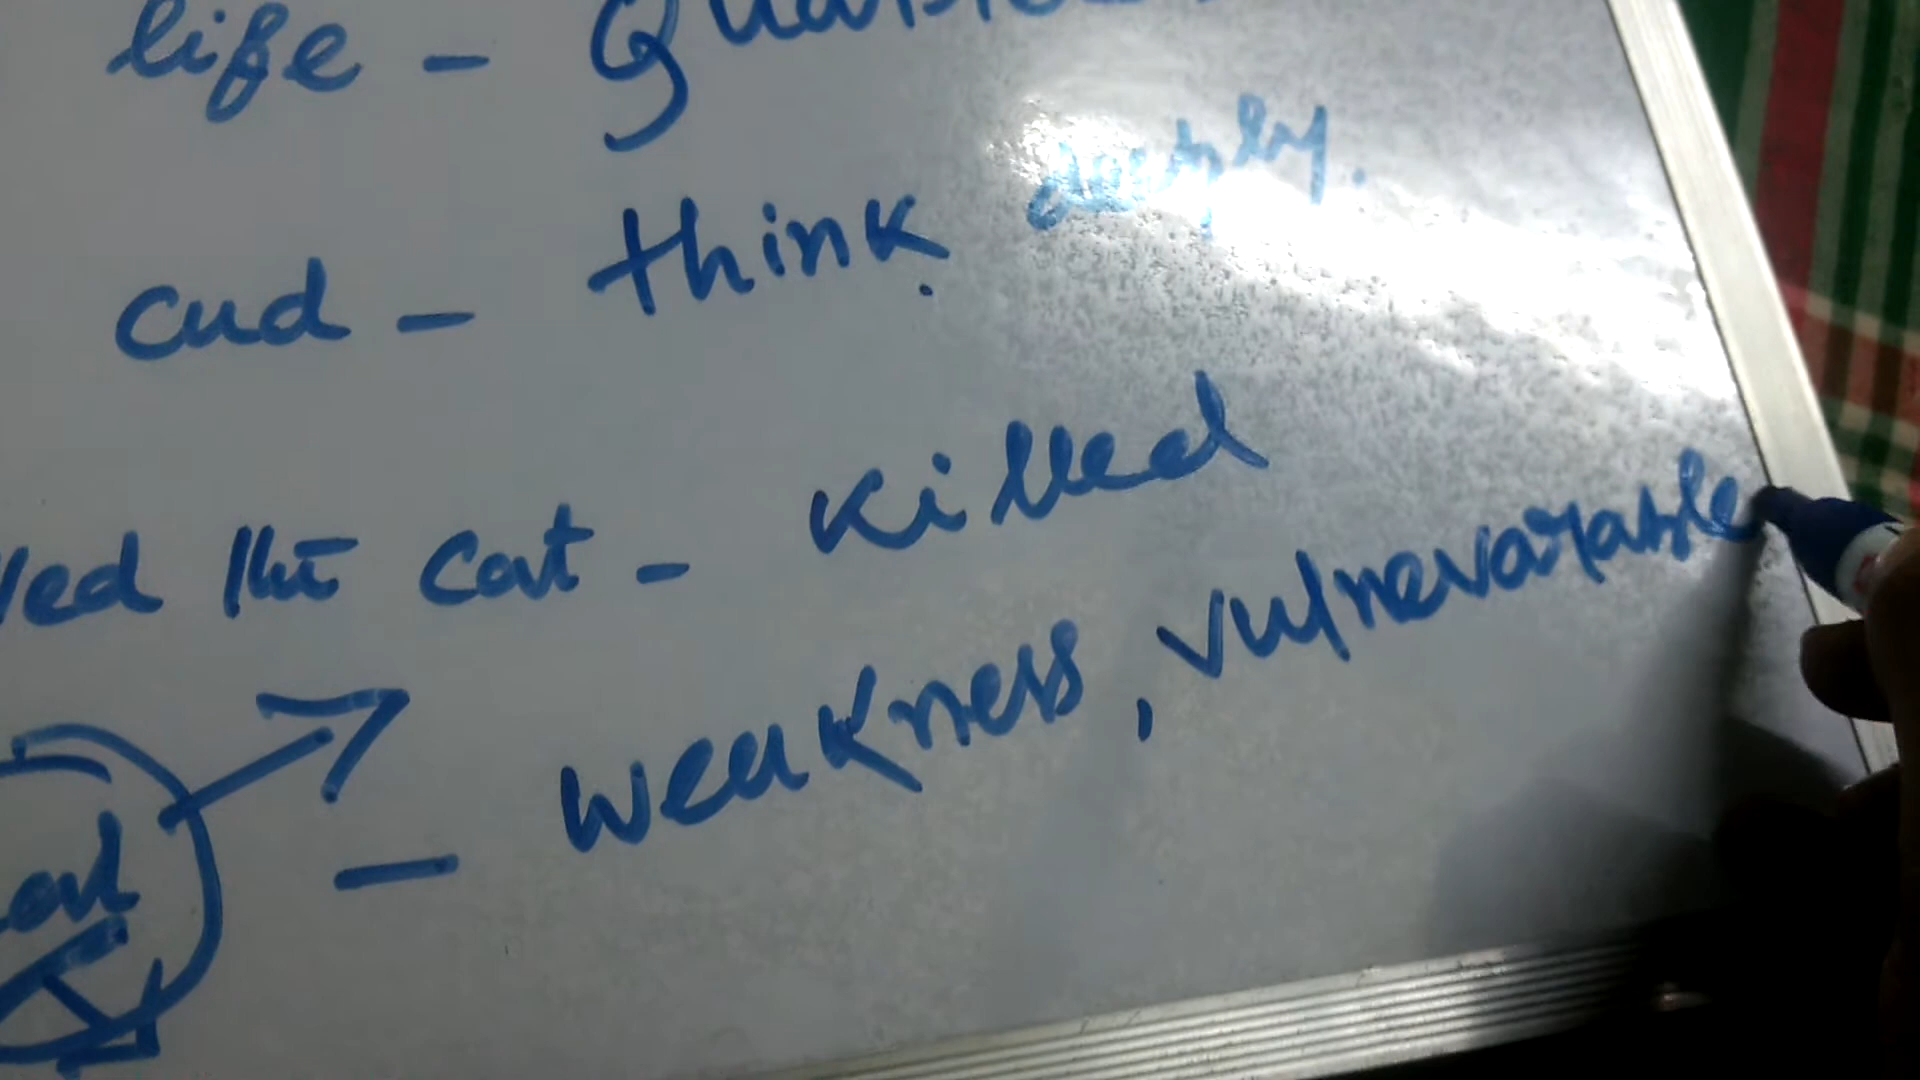 life -
cud - think deeply.
the cat - killed
- weakness, vulnevarable